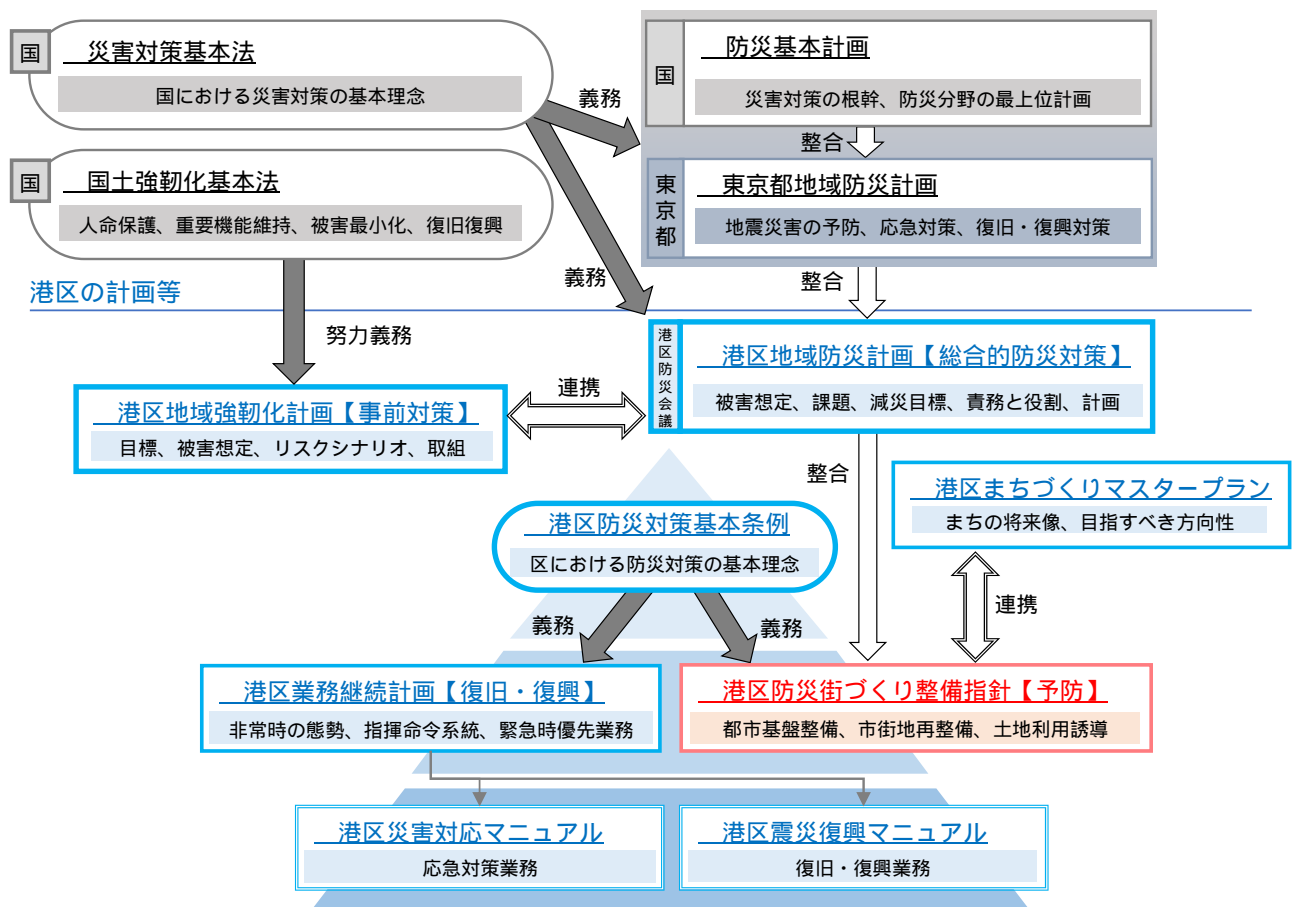 国
災害対策基本法
国における災害対策の基本理念
義務
国
防災基本計画
災害対策の根幹、防災分野の最上位計画
整合
国
国土強靭化基本法
人命保護、重要機能維持、被害最小化、復旧復興
東京都
東京都地域防災計画
地震災害の予防、応急対策、復旧・復興対策
義務
整合
港区の計画等
努力義務
港区防災会議
港区地域防災計画【総合的防災対策】
被害想定、課題、減災目標、責務と役割、計画
連携
港区地域強靭化計画【事前対策】
目標、被害想定、リスクシナリオ、取組
整合
港区まちづくりマスタープラン
まちの将来像、目指すべき方向性
港区防災対策基本条例
区における防災対策の基本理念
連携
義務
義務
港区業務継続計画【復旧・復興】
非常時の態勢、指揮命令系統、緊急時優先業務
港区防災街づくり整備指針【予防】
都市基盤整備、市街地再整備、土地利用誘導
港区災害対応マニュアル
応急対策業務
港区震災復興マニュアル
復旧・復興業務